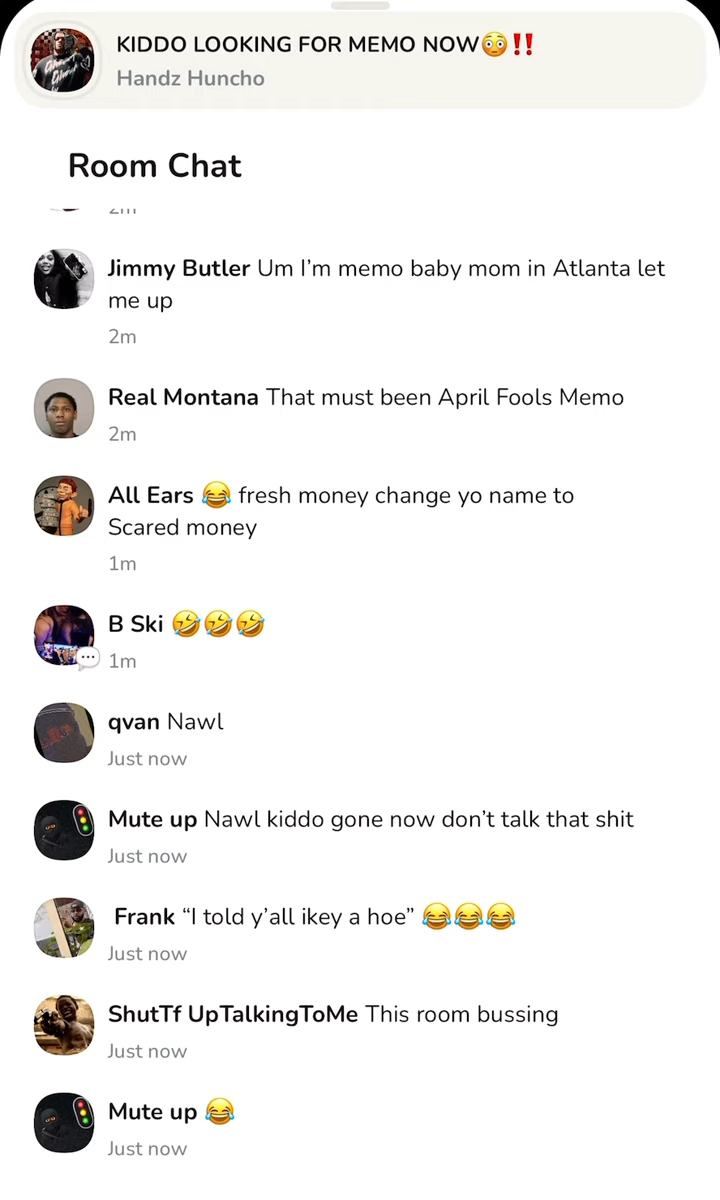 KIDDO LOOKING FOR MEMO NOW😳‼️
Handz Huncho
Room Chat
2m
Jimmy Butler Um I’m memo baby mom in Atlanta let
me up
2m
Real Montana That must been April Fools Memo
2m
All Ears 😂 fresh money change yo name to
Scared money
1m
B Ski 🤣🤣🤣
1m
qvan Nawl
Just now
Mute up Nawl kiddo gone now don’t talk that shit
Just now
Frank “I told y’all ikey a hoe” 😂😂😂
Just now
ShutTf UpTalkingToMe This room bussing
Just now
Mute up 😂
Just now